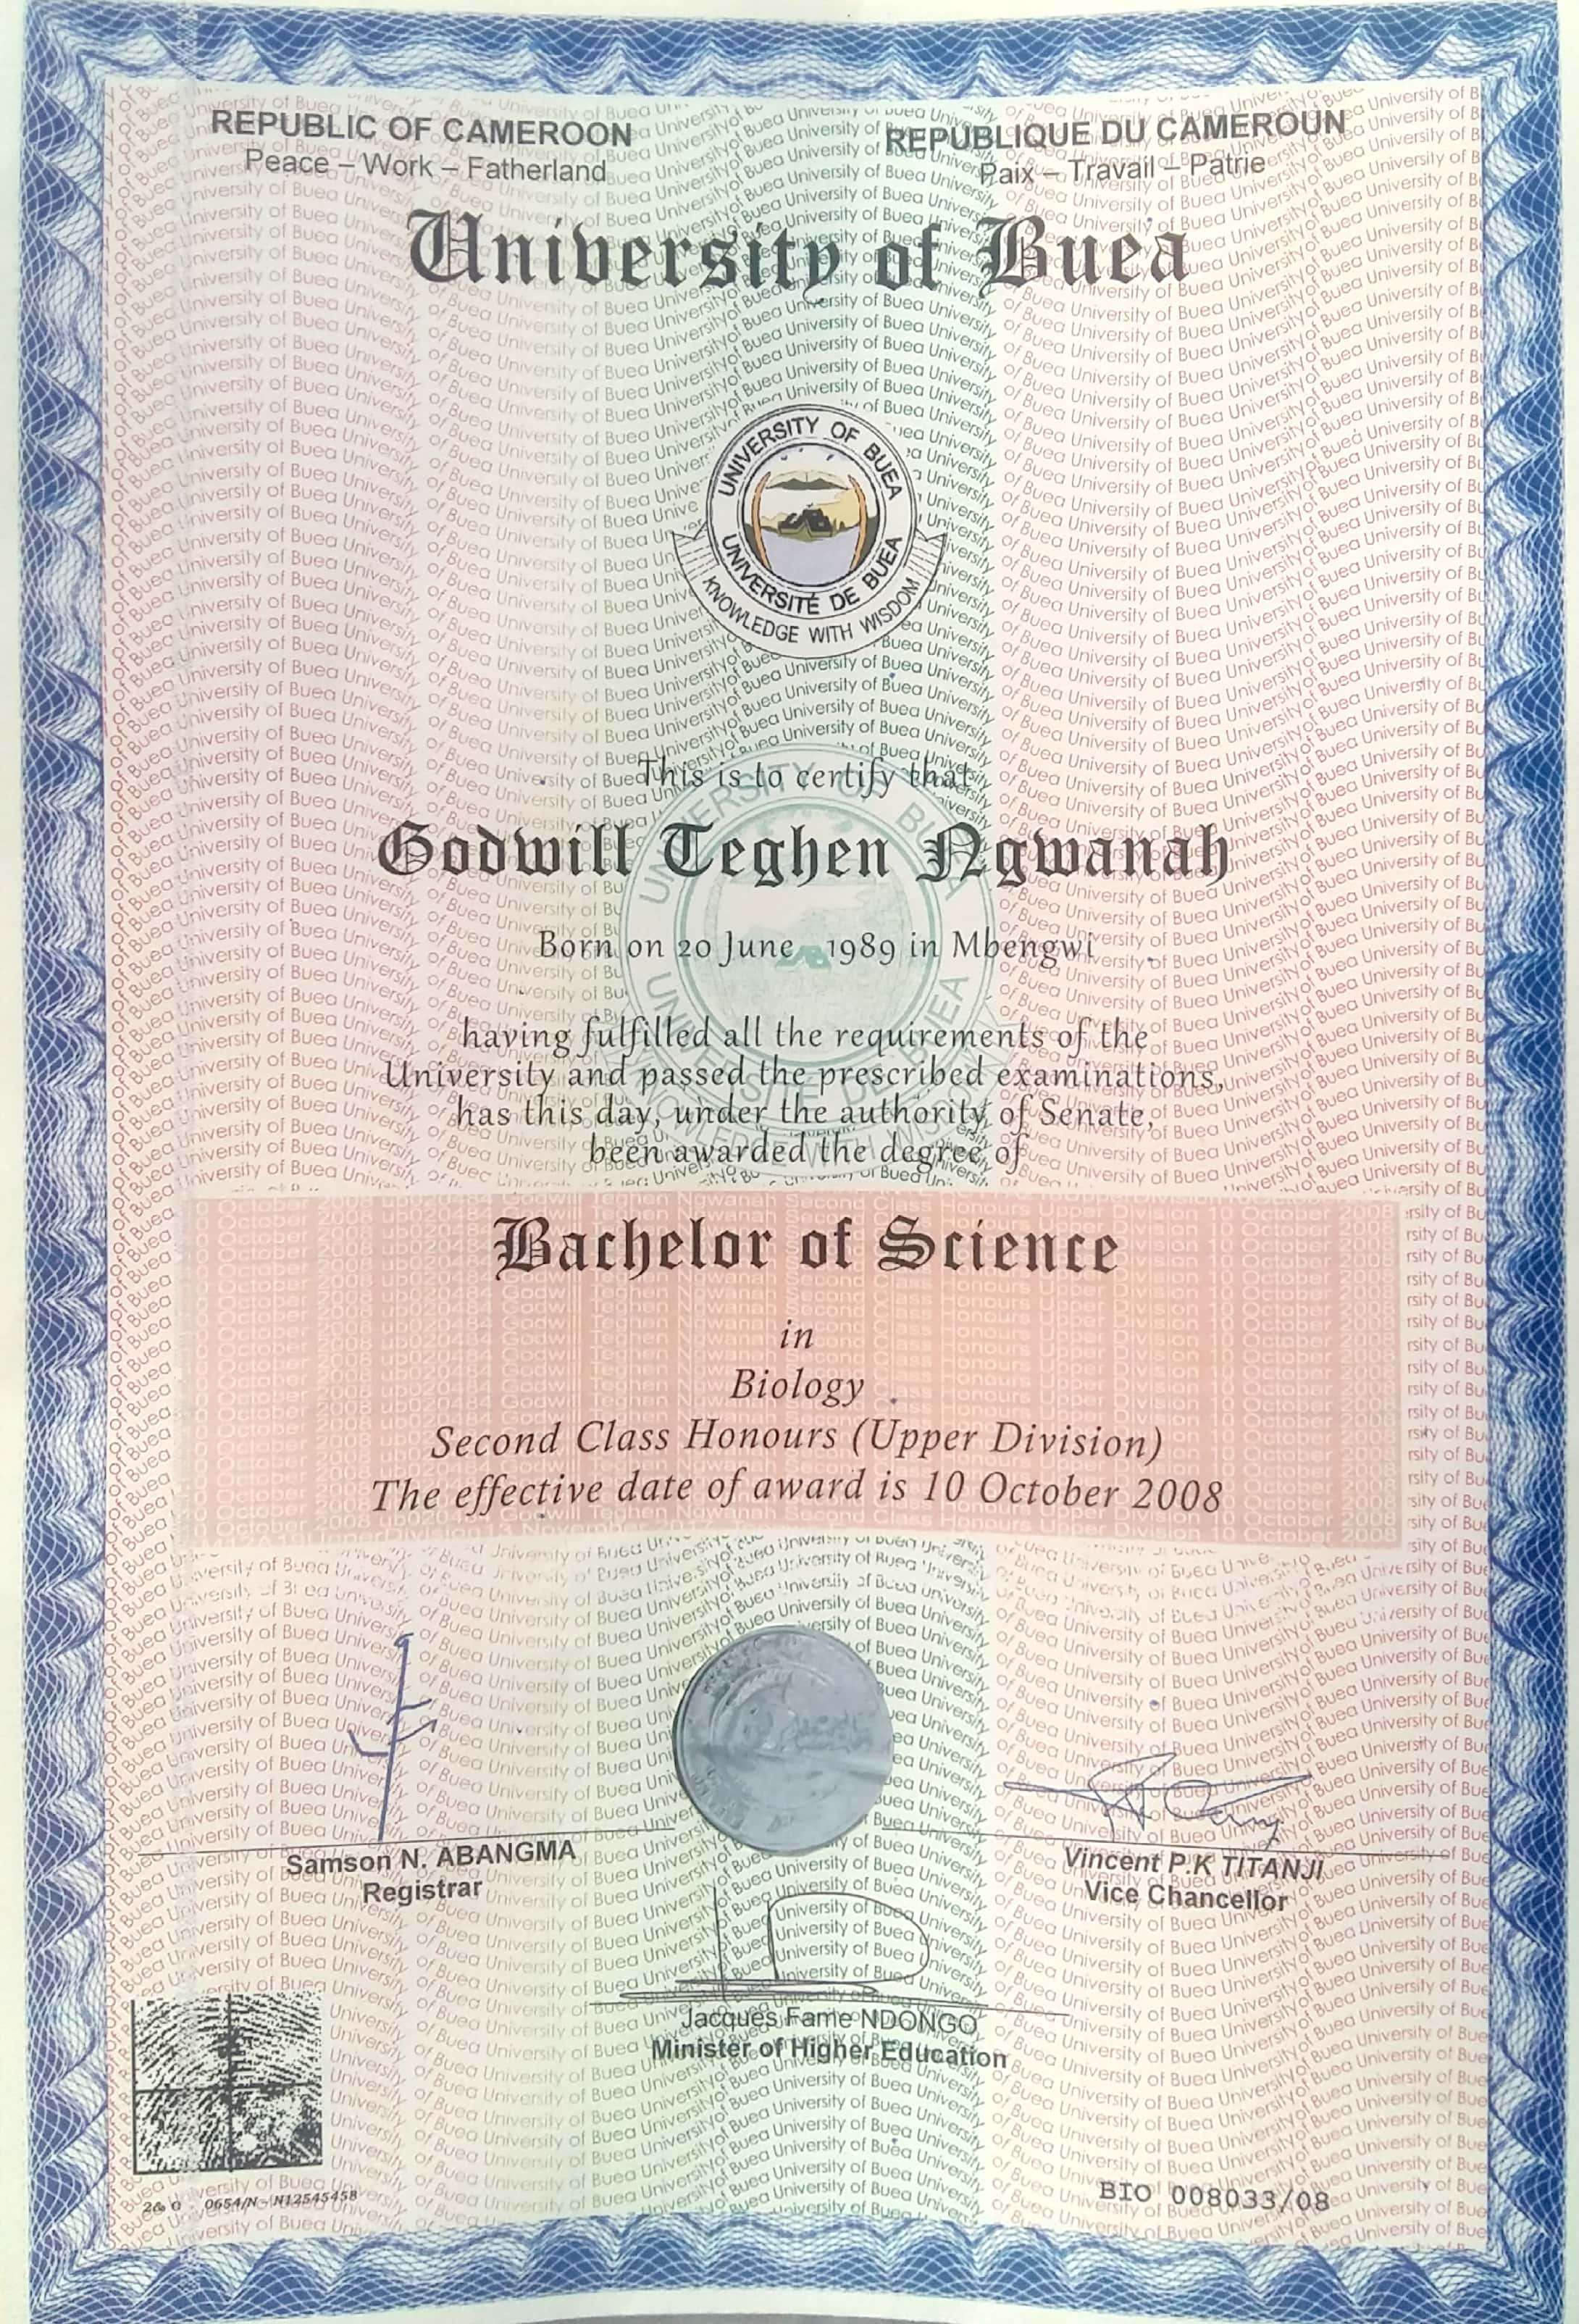 REPUBLIC OF CAMEROON
Peace – Work – Fatherland
REPUBLIQUE DU CAMEROUN
Paix – Travail – Patrie
University of Buea
UNIVERSITY OF BUEA
UNIVERSITÉ DE BUEA
KNOWLEDGE WITH WISDOM
This is to certify that
Godwill Teghen Ngwanah
Born on 20 June 1989 in Mbengwi
having fulfilled all the requirements of the
University and passed the prescribed examinations,
has this day, under the authority of Senate,
been awarded the degree of
Bachelor of Science
in
Biology
Second Class Honours (Upper Division)
The effective date of award is 10 October 2008
Samson N. ABANGMA
Registrar
Vincent P.K TITANJI
Vice Chancellor
Jacques Fame NDONGO
Minister of Higher Education
0654/N - N12545458
BIO 008033/08